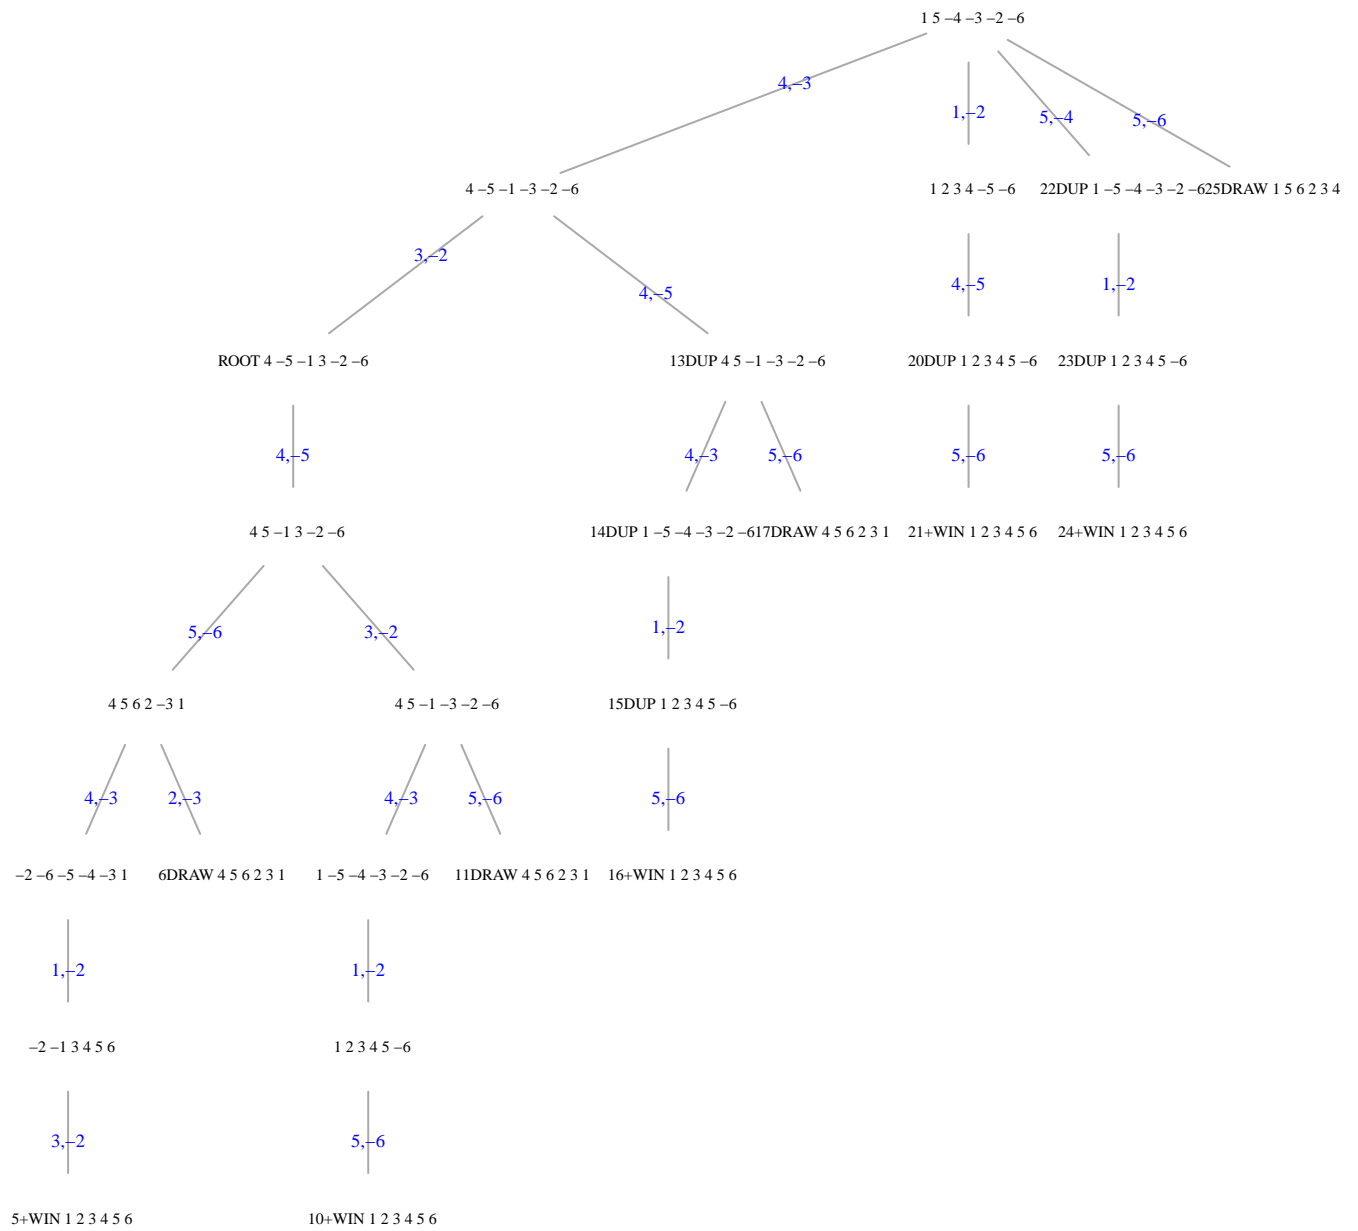 1 5 −4 −3 −2 −6
4,−3
1,−2
5,−4
5,−6
4 −5 −1 −3 −2 −6
1 2 3 4 −5 −6
22DUP 1 −5 −4 −3 −2 −6
25DRAW 1 5 6 2 3 4
3,−2
4,−5
4,−5
1,−2
ROOT 4 −5 −1 3 −2 −6
13DUP 4 5 −1 −3 −2 −6
20DUP 1 2 3 4 5 −6
23DUP 1 2 3 4 5 −6
4,−5
4,−3
5,−6
5,−6
5,−6
4 5 −1 3 −2 −6
14DUP 1 −5 −4 −3 −2 −6
17DRAW 4 5 6 2 3 1
21+WIN 1 2 3 4 5 6
24+WIN 1 2 3 4 5 6
5,−6
3,−2
1,−2
4 5 6 2 −3 1
4 5 −1 −3 −2 −6
15DUP 1 2 3 4 5 −6
4,−3
2,−3
4,−3
5,−6
5,−6
−2 −6 −5 −4 −3 1
6DRAW 4 5 6 2 3 1
1 −5 −4 −3 −2 −6
11DRAW 4 5 6 2 3 1
16+WIN 1 2 3 4 5 6
1,−2
1,−2
−2 −1 3 4 5 6
1 2 3 4 5 −6
3,−2
5,−6
5+WIN 1 2 3 4 5 6
10+WIN 1 2 3 4 5 6